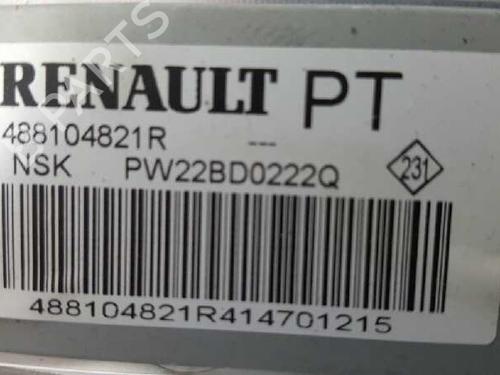 RENAULT PT
488104821R ---
NSK PW22BD0222Q 231
488104821R414701215